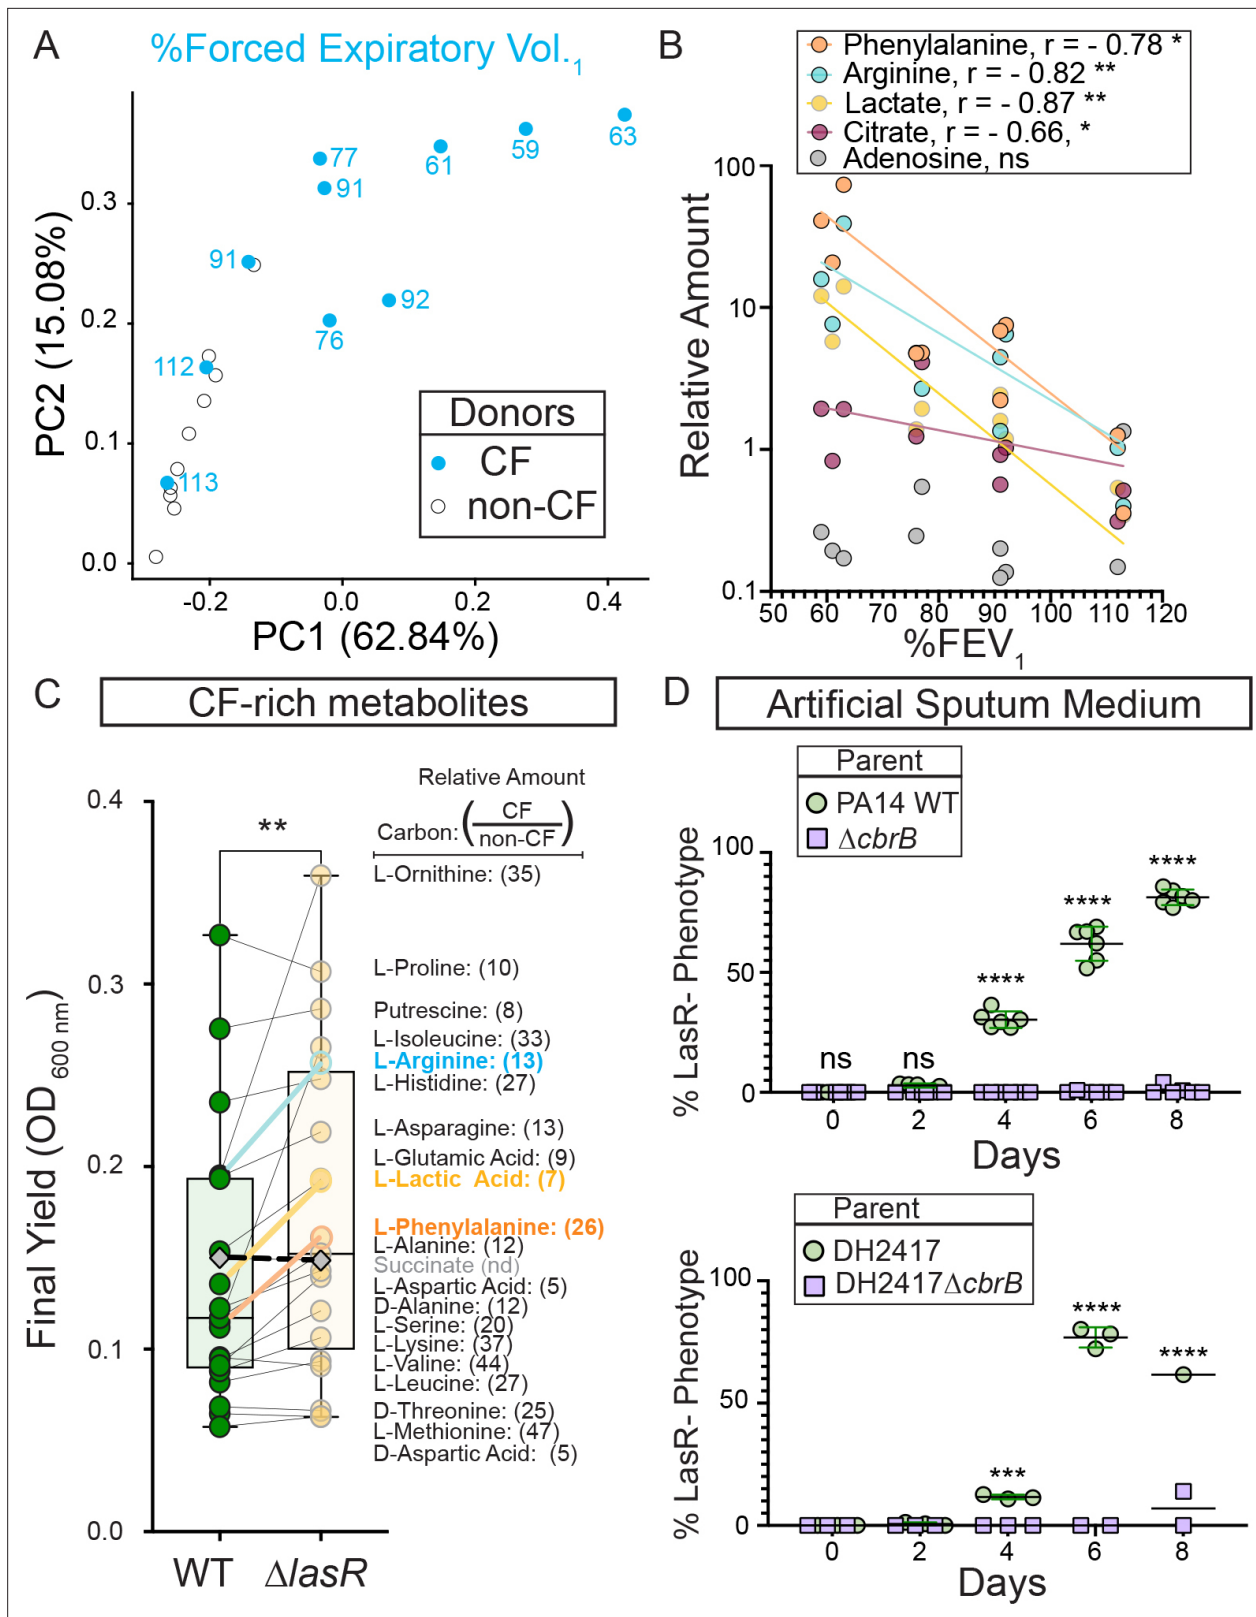 A
%Forced Expiratory Vol.1
PC2 (15.08%)
0.3
0.2
0.1
0.0
77
91
61
59
63
91
92
76
112
113
Donors
CF
non-CF
-0.2 0.0 0.2 0.4
PC1 (62.84%)
B
Phenylalanine, r = - 0.78 *
Arginine, r = - 0.82 **
Lactate, r = - 0.87 **
Citrate, r = - 0.66, *
Adenosine, ns
Relative Amount
100
10
1
0.1
50 60 70 80 90 100 110 120
%FEV1
C
CF-rich metabolites
Final Yield (OD600 nm)
0.4
0.3
0.2
0.1
0.0
**
WT ΔlasR
Relative Amount
Carbon: (CF
non-CF)
L-Ornithine: (35)
L-Proline: (10)
Putrescine: (8)
L-Isoleucine: (33)
L-Arginine: (13)
L-Histidine: (27)
L-Asparagine: (13)
L-Glutamic Acid: (9)
L-Lactic Acid: (7)
L-Phenylalanine: (26)
L-Alanine: (12)
Succinate (nd)
L-Aspartic Acid: (5)
D-Alanine: (12)
L-Serine: (20)
L-Lysine: (37)
L-Valine: (44)
L-Leucine: (27)
D-Threonine: (25)
L-Methionine: (47)
D-Aspartic Acid: (5)
D
Artificial Sputum Medium
Parent
PA14 WT
ΔcbrB
% LasR- Phenotype
100
50
0
ns
ns
****
****
****
0 2 4 6 8
Days
Parent
DH2417
DH2417ΔcbrB
% LasR- Phenotype
100
50
0
***
****
****
0 2 4 6 8
Days